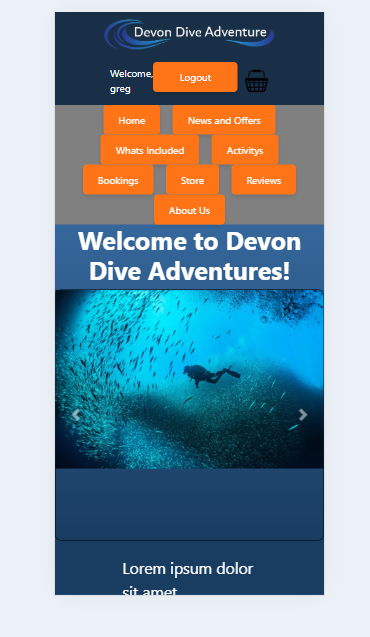 Devon Dive Adventure
Welcome, Logout
greg
Home News and Offers
Whats Included Activitys
Bookings Store Reviews
About Us
Welcome to Devon
Dive Adventures!
Lorem ipsum dolor
sit amet